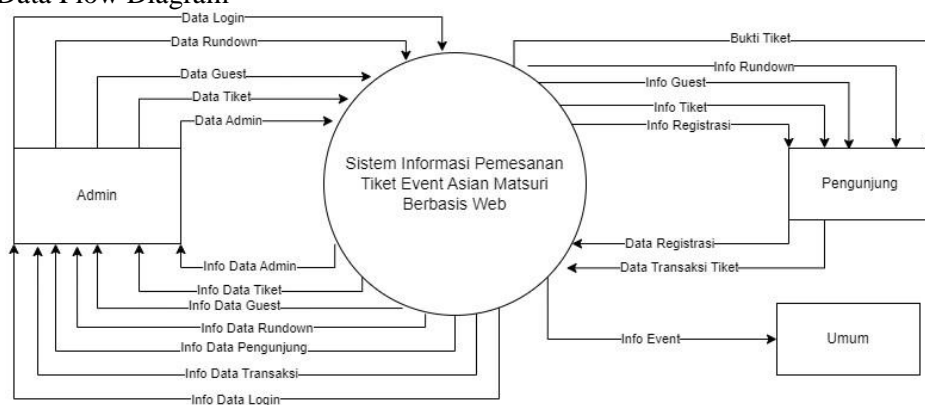 Data Flow Diagram
Data Login
Data Rundown
Data Guest
Data Tiket
Data Admin
Admin
Info Data Admin
Info Data Tiket
Info Data Guest
Info Data Rundown
Info Data Pengunjung
Info Data Transaksi
Info Data Login
Sistem Informasi Pemesanan
Tiket Event Asian Matsuri
Berbasis Web
Bukti Tiket
Info Rundown
Info Guest
Info Tiket
Info Registrasi
Pengunjung
Data Registrasi
Data Transaksi Tiket
Info Event
Umum